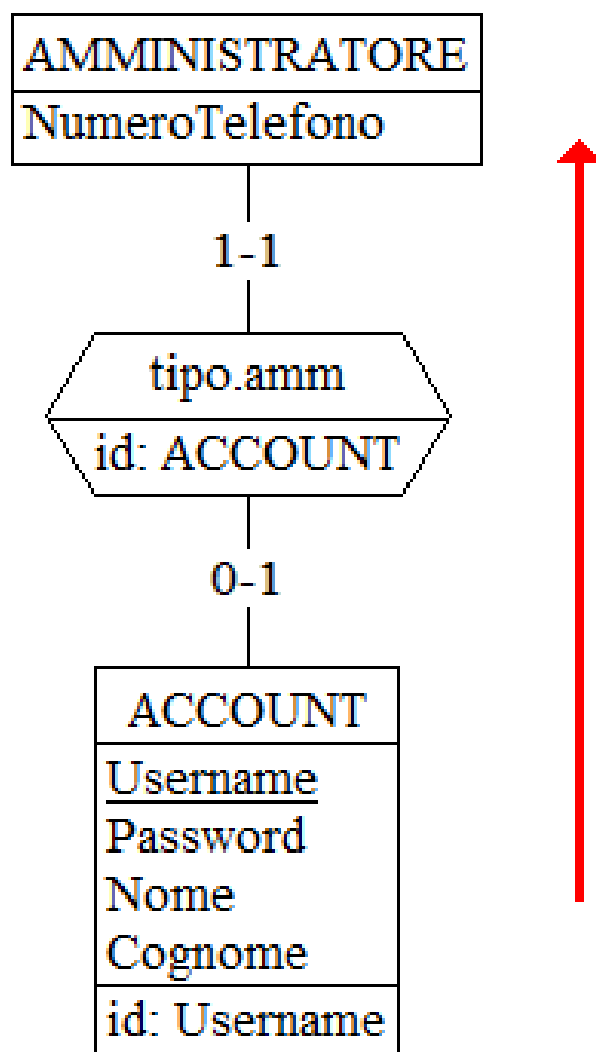 AMMINISTRATORE
NumeroTelefono
1-1
tipo.amm
id: ACCOUNT
0-1
ACCOUNT
Username
Password
Nome
Cognome
id: Username